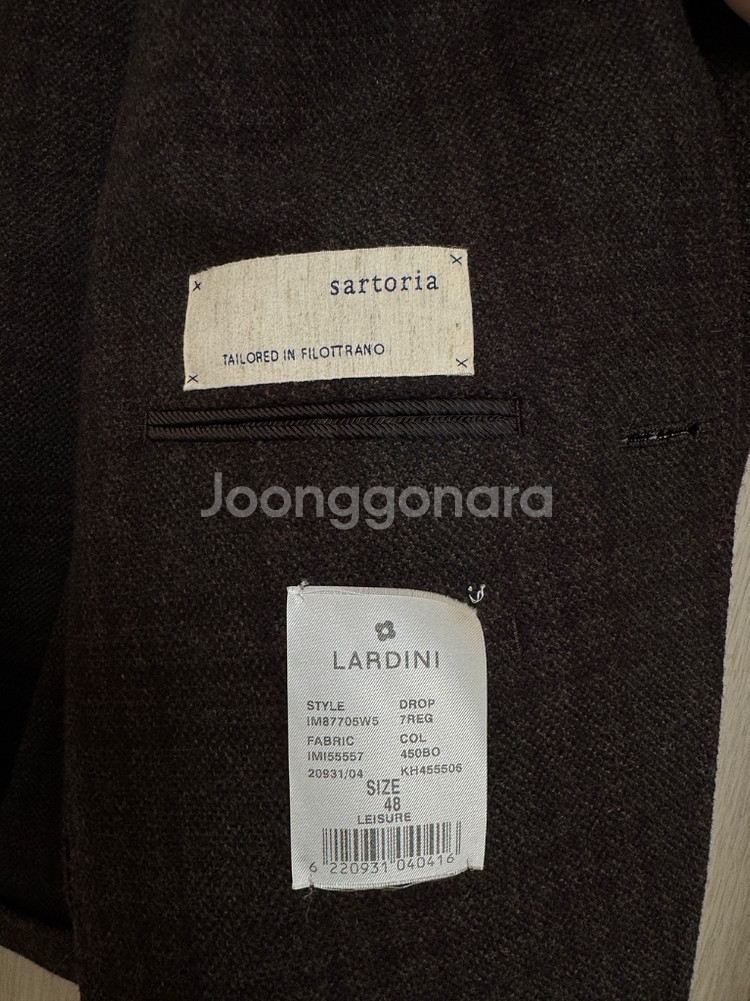 sartoria
TAILORED IN FILOTTRANO
Joonggonara
LARDINI
STYLE DROP
IM87705W5 7REG
FABRIC COL
IMI55557 450BO
20931/04 KH455506
SIZE
48
LEISURE
6 220931 040416